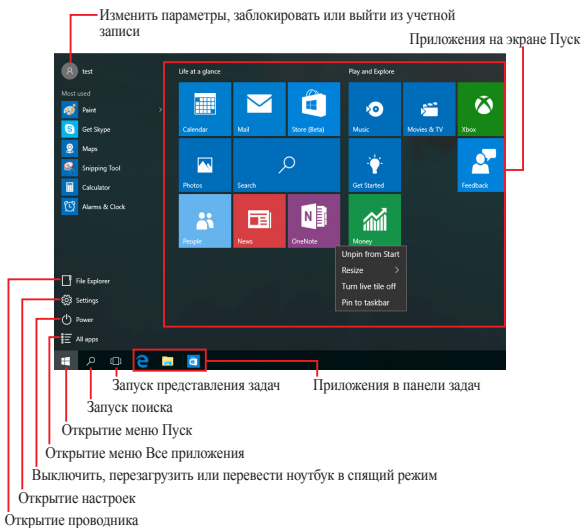 Изменить параметры, заблокировать или выйти из учетной
записи
Приложения на экране Пуск
test
Life at a glance
Play and Explore
Most used
Paint
Get Skype
Maps
Snipping Tool
Calculator
Alarms & Clock
Calendar
Mail
Store (Beta)
Music
Movies & TV
Xbox
Photos
Search
Get Started
Feedback
People
News
OneNote
Money
Unpin from Start
Resize
Turn live tile off
Pin to taskbar
File Explorer
Settings
Power
All apps
Запуск представления задач
Приложения в панели задач
Запуск поиска
Открытие меню Пуск
Открытие меню Все приложения
Выключить, перезагрузить или перевести ноутбук в спящий режим
Открытие настроек
Открытие проводника